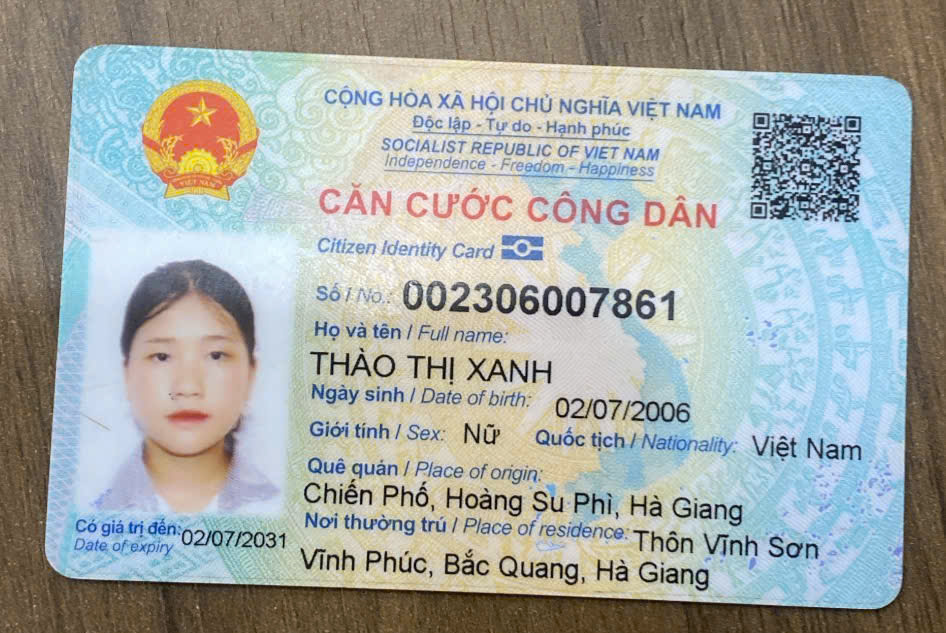 CỘNG HÒA XÃ HỘI CHỦ NGHĨA VIỆT NAM
Độc lập - Tự do - Hạnh phúc
SOCIALIST REPUBLIC OF VIET NAM
Independence - Freedom - Happiness
CĂN CƯỚC CÔNG DÂN
Citizen Identity Card
Số / No.: 002306007861
Họ và tên / Full name:
THÀO THỊ XANH
Ngày sinh / Date of birth: 02/07/2006
Giới tính / Sex: Nữ Quốc tịch / Nationality: Việt Nam
Quê quán / Place of origin:
Chiến Phố, Hoàng Su Phì, Hà Giang
Nơi thường trú / Place of residence: Thôn Vĩnh Sơn
Vĩnh Phúc, Bắc Quang, Hà Giang
Có giá trị đến: 02/07/2031
Date of expiry
VIỆT NAM